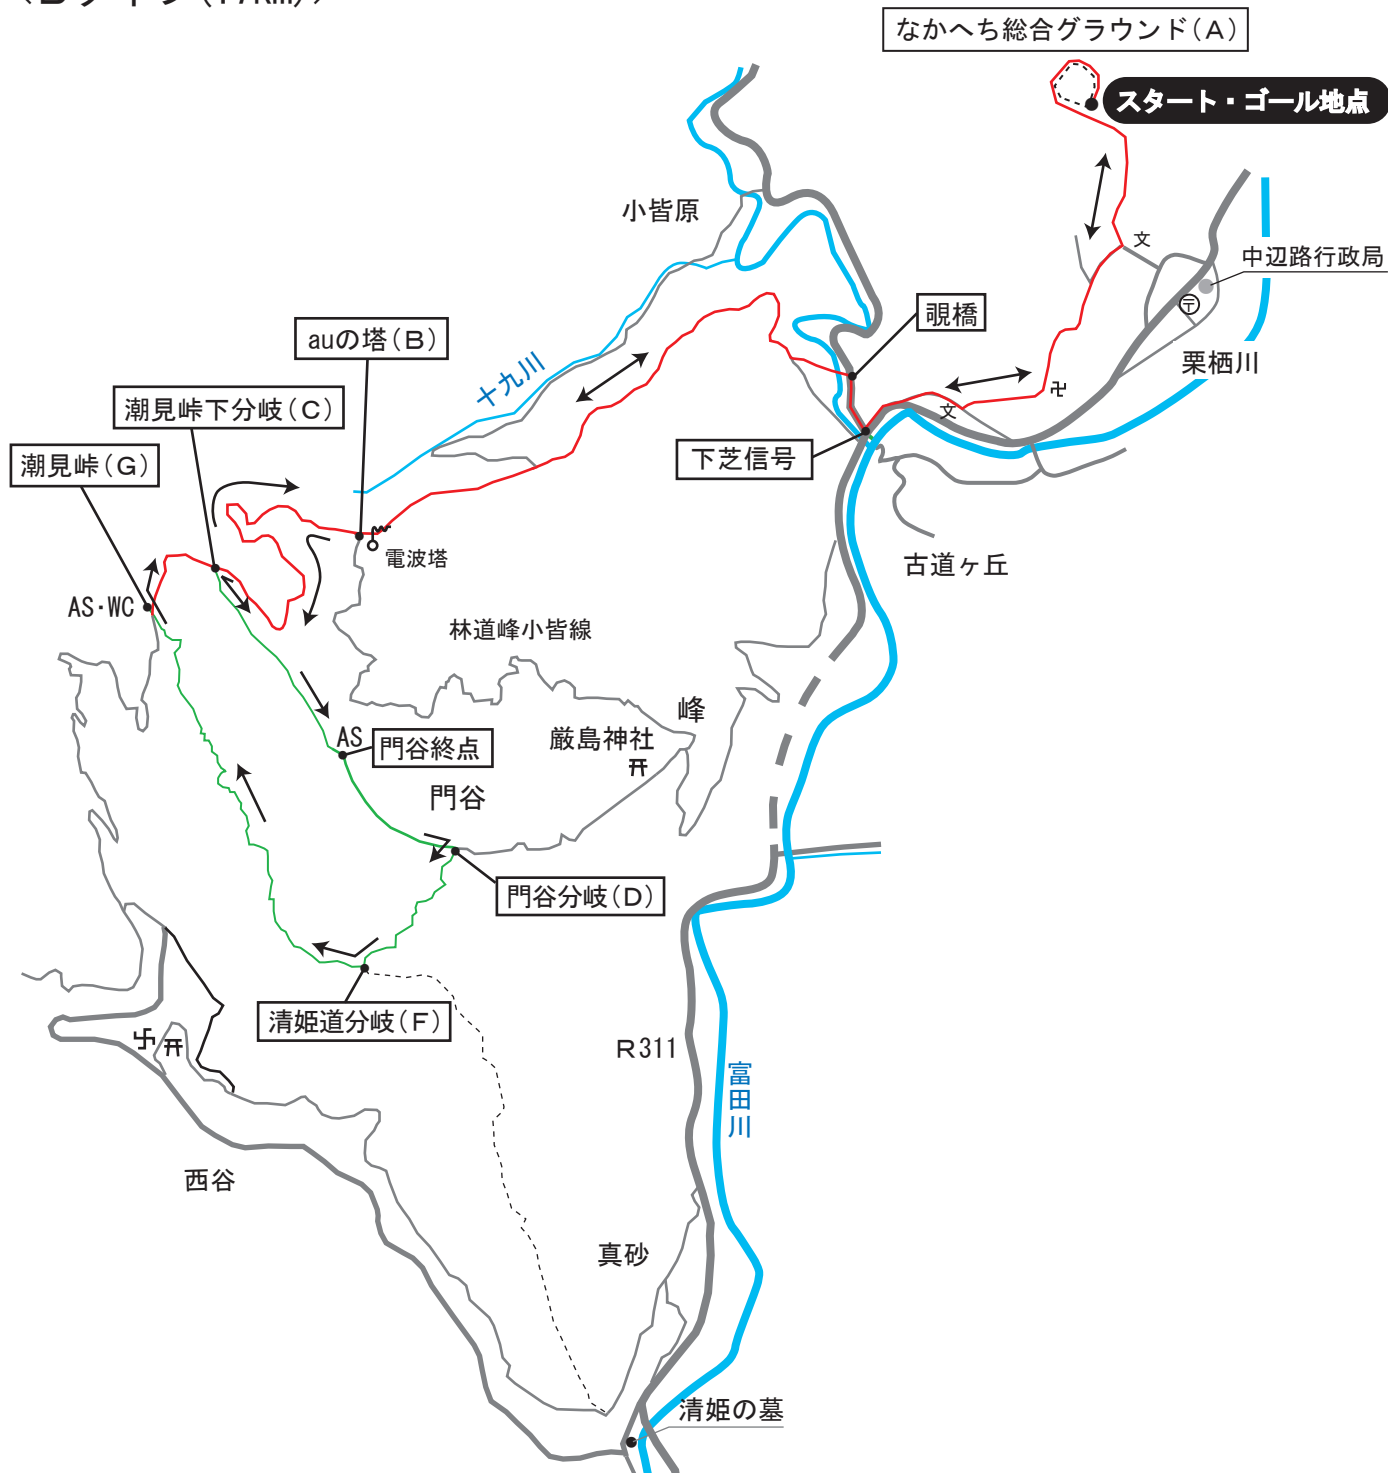 なかへち総合グラウンド(A)
スタート・ゴール地点
小皆原
文
中辺路行政局
〒
覗橋
auの塔(B)
栗栖川
十九川
潮見峠下分岐(C)
卍
文
潮見峠(G)
下芝信号
電波塔
古道ヶ丘
AS・WC
林道峰小皆線
峰
AS
門谷終点
厳島神社
門谷
門谷分岐(D)
清姫道分岐(F)
卍
R311
富田川
西谷
真砂
清姫の墓